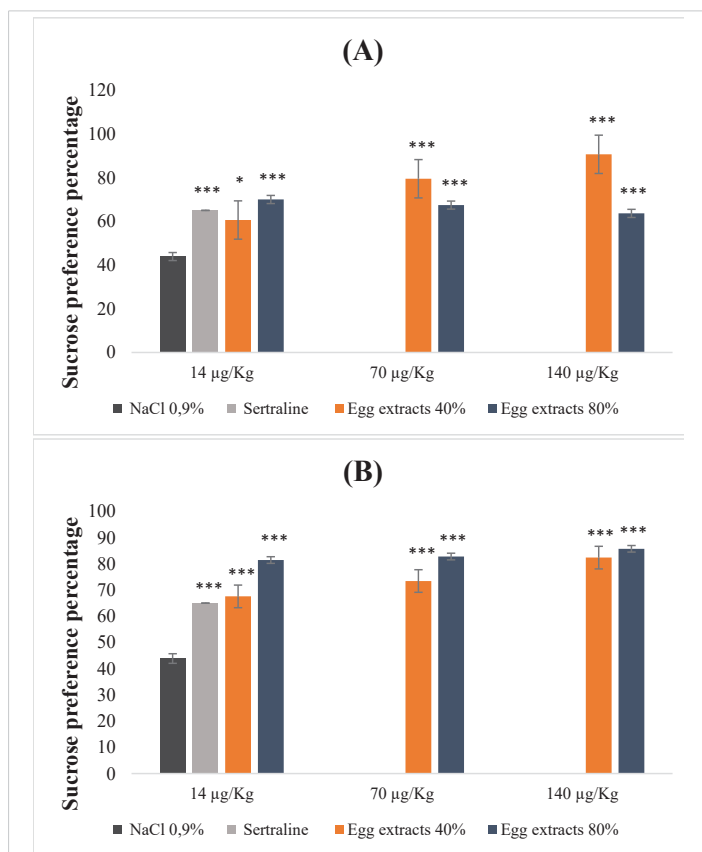 (A)
Sucrose preference percentage
120
100
80
60
40
20
0
***
*
***
***
***
***
***
14 µg/Kg
70 µg/Kg
140 µg/Kg
NaCl 0,9%
Sertraline
Egg extracts 40%
Egg extracts 80%
(B)
Sucrose preference percentage
100
90
80
70
60
50
40
30
20
10
0
***
***
***
***
***
***
***
14 µg/Kg
70 µg/Kg
140 µg/Kg
NaCl 0,9%
Sertraline
Egg extracts 40%
Egg extracts 80%